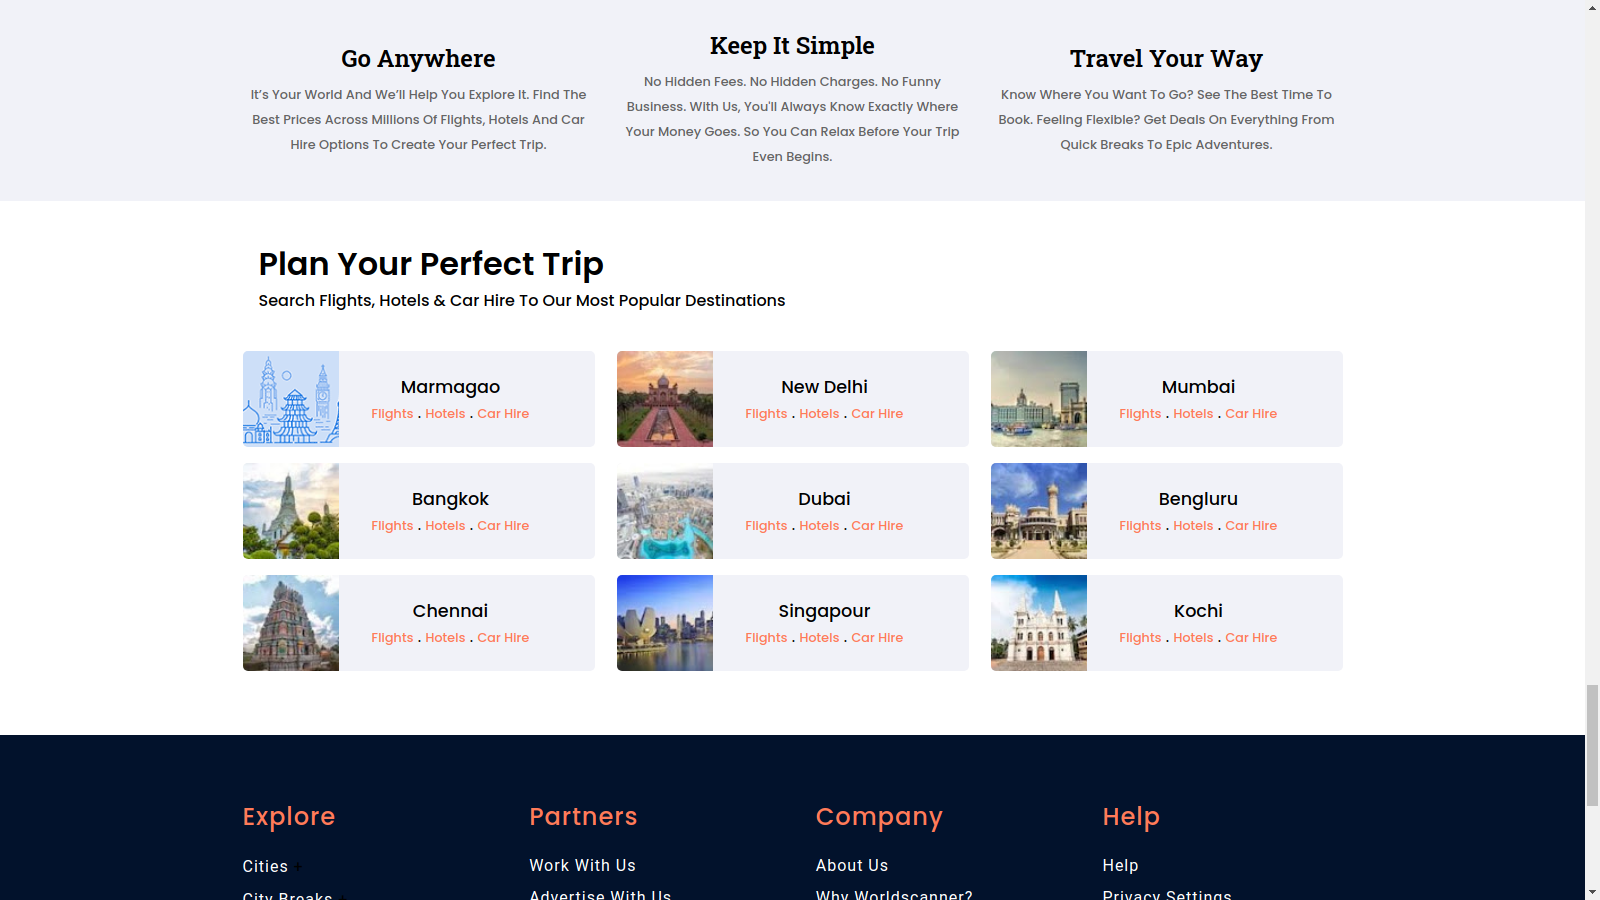 Go Anywhere
It's Your World And We'll Help You Explore It. Find The
Best Prices Across Millions Of Flights, Hotels And Car
Hire Options To Create Your Perfect Trip.
Keep It Simple
No Hidden Fees. No Hidden Charges. No Funny
Business. With Us, You'll Always Know Exactly Where
Your Money Goes. So You Can Relax Before Your Trip
Even Begins.
Travel Your Way
Know Where You Want To Go? See The Best Time To
Book. Feeling Flexible? Get Deals On Everything From
Quick Breaks To Epic Adventures.
Plan Your Perfect Trip
Search Flights, Hotels & Car Hire To Our Most Popular Destinations
Marmagao
Flights . Hotels . Car Hire
New Delhi
Flights . Hotels . Car Hire
Mumbai
Flights . Hotels . Car Hire
Bangkok
Flights . Hotels . Car Hire
Dubai
Flights . Hotels . Car Hire
Bengluru
Flights . Hotels . Car Hire
Chennai
Flights . Hotels . Car Hire
Singapour
Flights . Hotels . Car Hire
Kochi
Flights . Hotels . Car Hire
Explore
Cities +
City Breaks +
Partners
Work With Us
Advertise With Us
Company
About Us
Why Worldscanner?
Help
Help
Privacy Settings